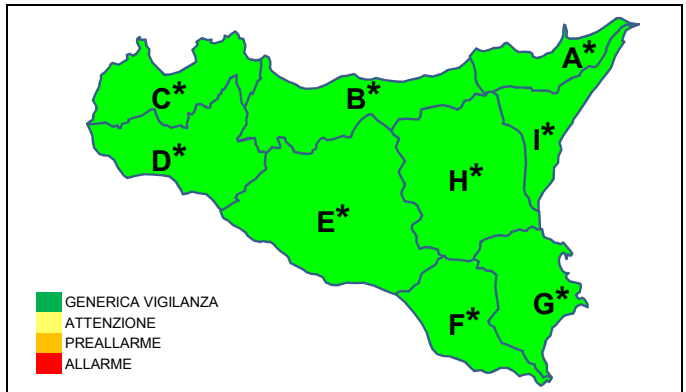 A*
C*
B*
I*
D*
H*
E*
G*
F*
GENERICA VIGILANZA
ATTENZIONE
PREALLARME
ALLARME